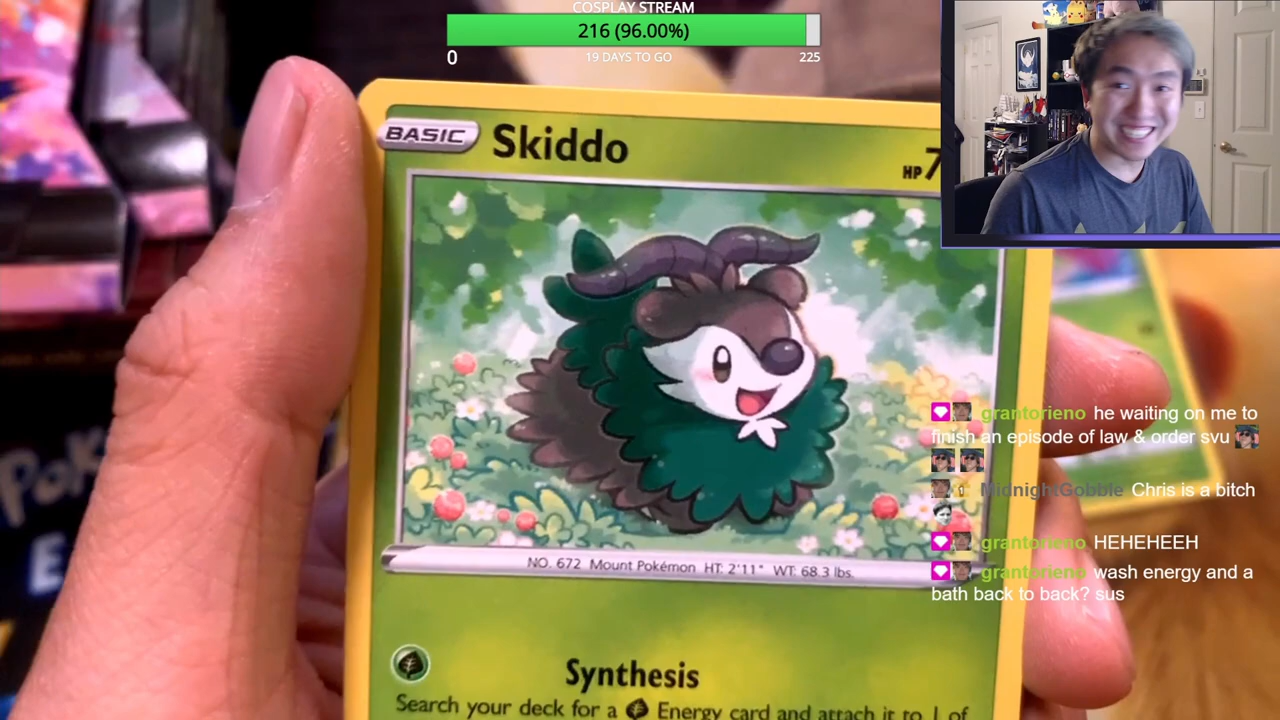 COSPLAY STREAM
216 (96.00%)
0
19 DAYS TO GO
225
BASIC
Skiddo
HP 7
NO. 672 Mount Pokémon HT: 2'11" WT: 68.3 lbs.
Synthesis
Search your deck for a Energy card and attach it to 1 of
grantorieno he waiting on me to
finish an episode of law & order svu
MidnightGobble Chris is a bitch
grantorieno HEHEHEEH
grantorieno wash energy and a
bath back to back? sus